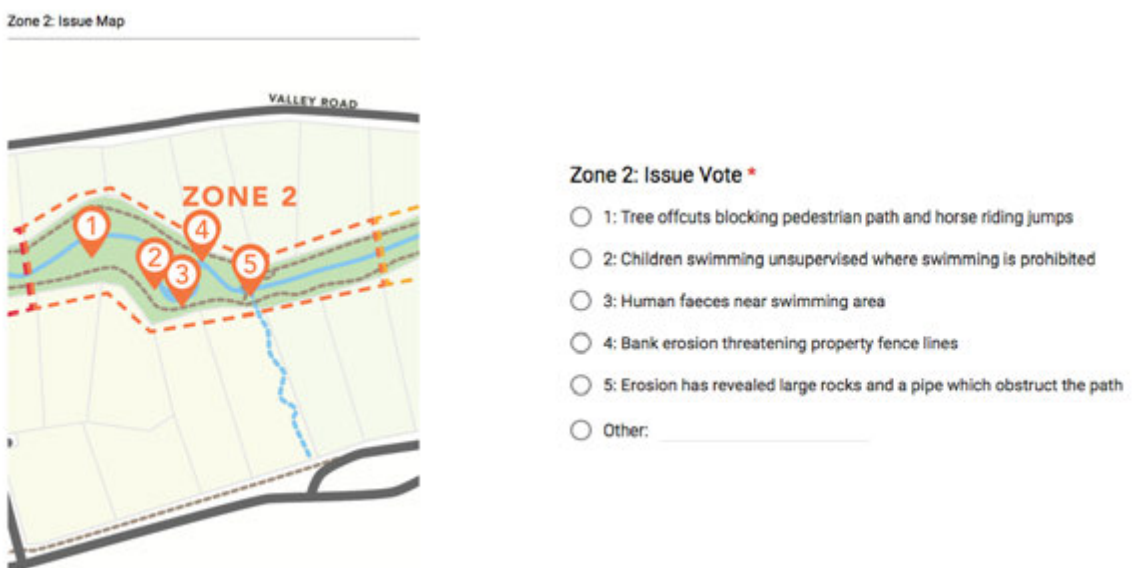 Zone 2: Issue Map
VALLEY ROAD
ZONE 2
1
4
2
3
5
Zone 2: Issue Vote *
1: Tree offcuts blocking pedestrian path and horse riding jumps
2: Children swimming unsupervised where swimming is prohibited
3: Human faeces near swimming area
4: Bank erosion threatening property fence lines
5: Erosion has revealed large rocks and a pipe which obstruct the path
Other: